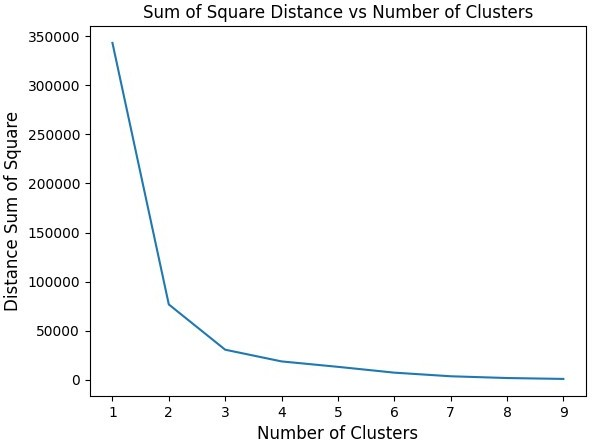 Sum of Square Distance vs Number of Clusters
350000
300000
250000
200000
150000
100000
50000
0
Distance Sum of Square
1 2 3 4 5 6 7 8 9
Number of Clusters